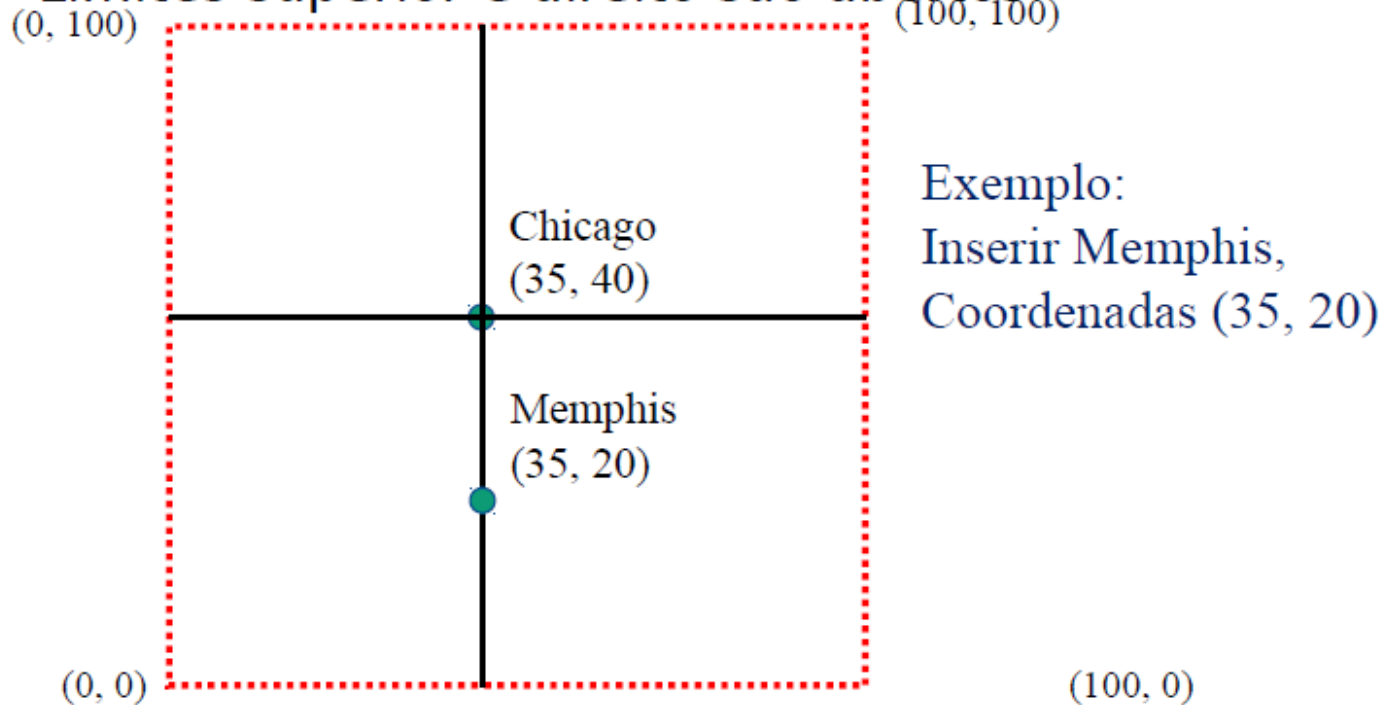 (0, 100)
(100, 100)
Exemplo:
Inserir Memphis,
Coordenadas (35, 20)
Chicago
(35, 40)
Memphis
(35, 20)
(0, 0)
(100, 0)